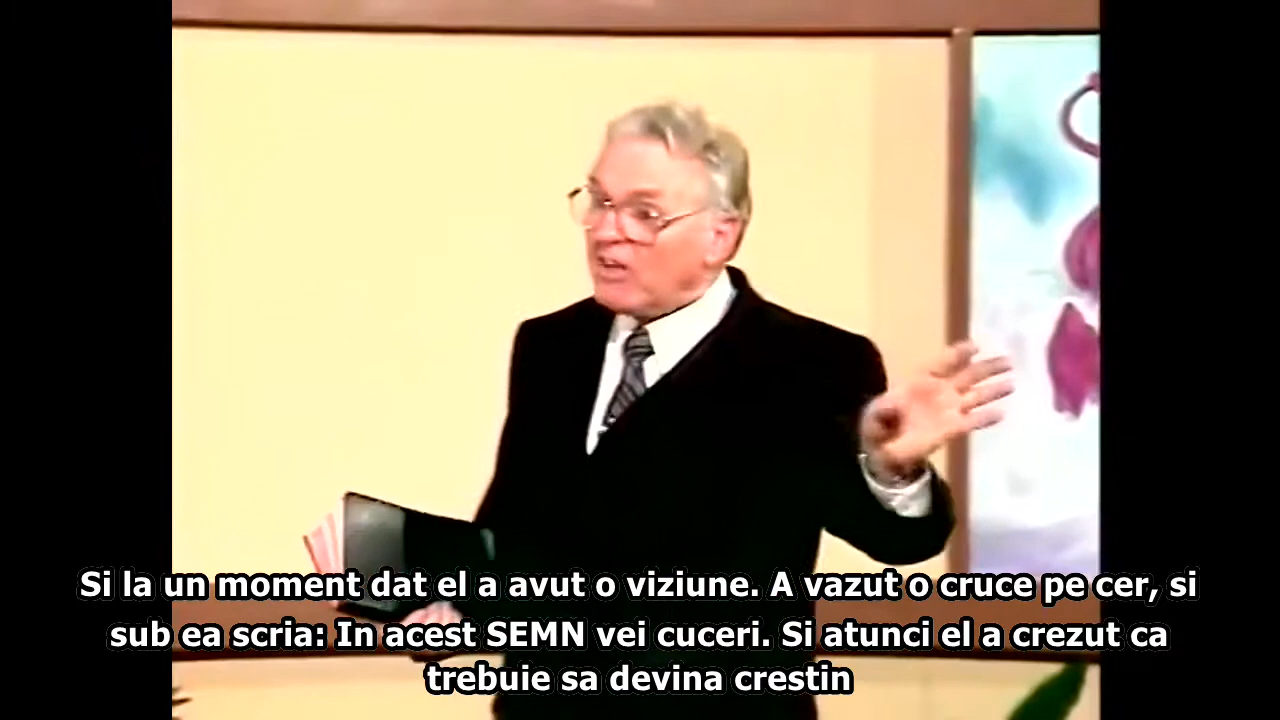 Si la un moment dat el a avut o viziune. A vazut o cruce pe cer, si
sub ea scria: In acest SEMN vei cuceri. Si atunci el a crezut ca
trebuie sa devina crestin